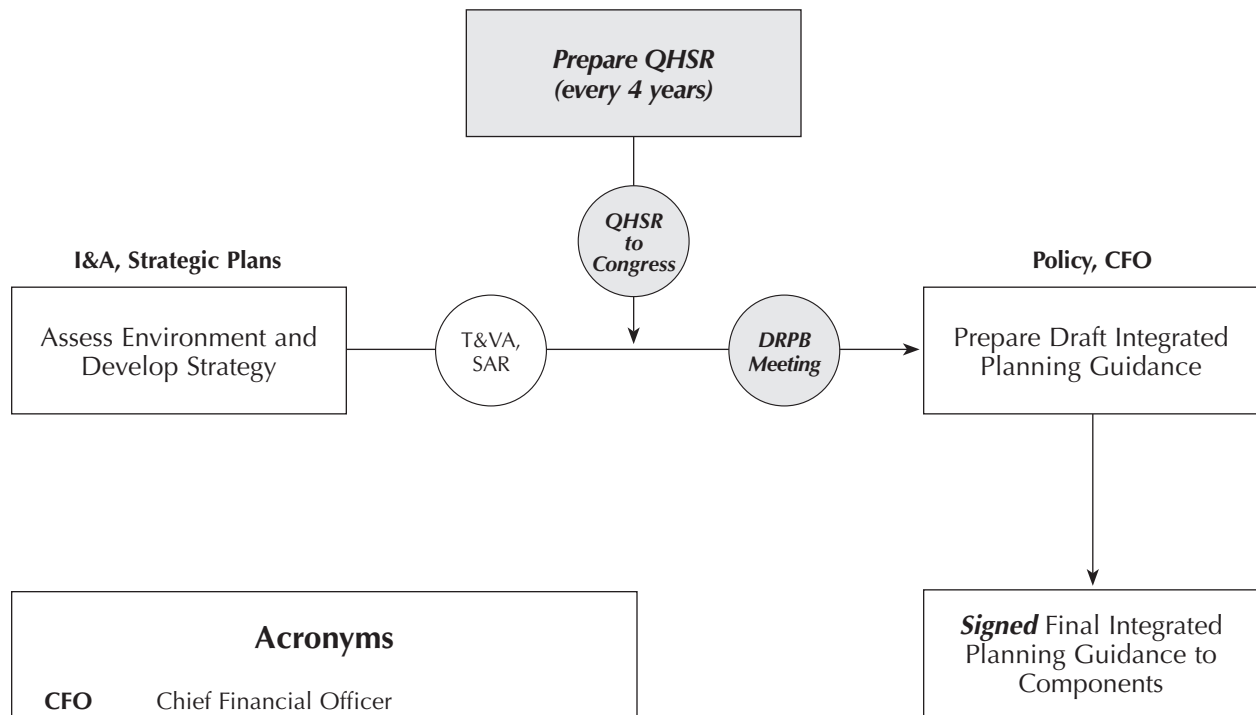 Prepare QHSR
(every 4 years)
QHSR
to
Congress
I&A, Strategic Plans
Assess Environment and
Develop Strategy
T&VA,
SAR
DRPB
Meeting
Policy, CFO
Prepare Draft Integrated
Planning Guidance
Signed Final Integrated
Planning Guidance to
Components
Acronyms
CFO Chief Financial Officer